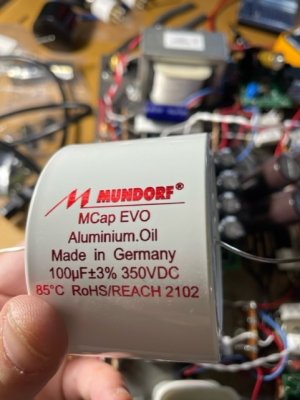 MUNDORF®
MCap EVO
Aluminium.Oil
Made in Germany
100µF±3% 350VDC
85°C RoHS/REACH 2102